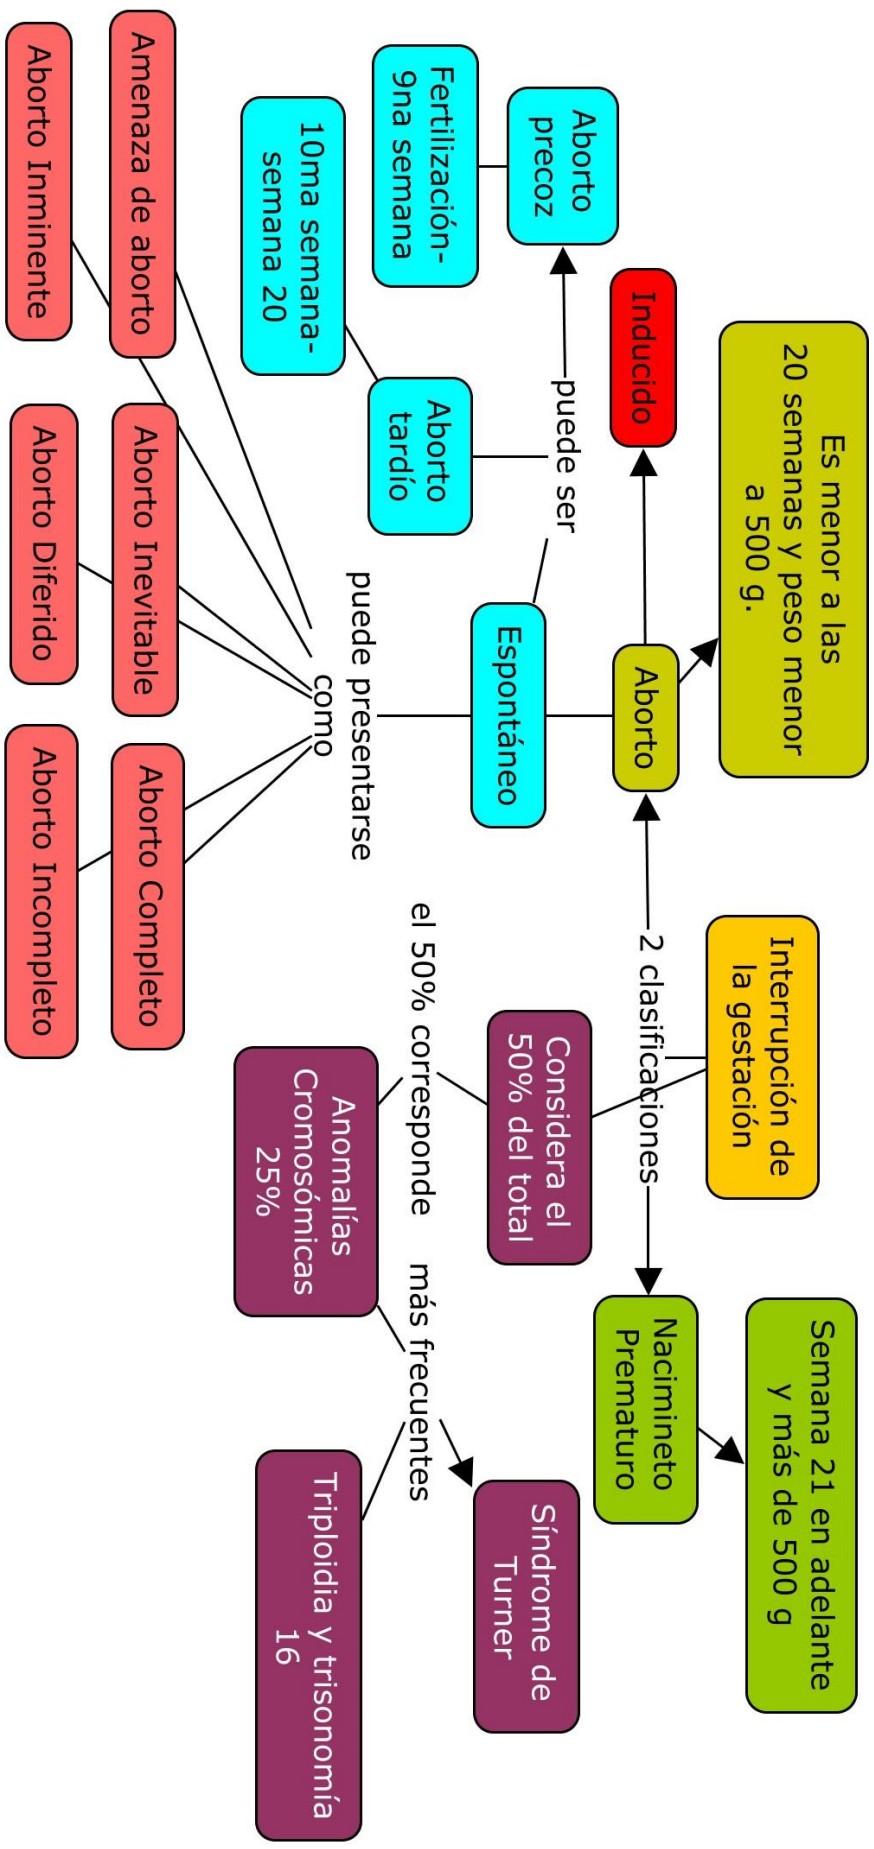 Interrupción de
la gestación
2 clasificaciones
Es menor a las
20 semanas y peso menor
a 500 g.
Aborto
Inducido
Espontáneo
puede ser
Aborto
precoz
Fertilización-
9na semana
Aborto
tardío
10ma semana-
semana 20
puede presentarse
como
Amenaza de aborto
Aborto Inminente
Aborto Inevitable
Aborto Diferido
Aborto Completo
Aborto Incompleto
Semana 21 en adelante
y más de 500 g
Nacimineto
Prematuro
Considera el
50% del total
el 50% corresponde
Anomalías
Cromosómicas
25%
más frecuentes
Síndrome de
Turner
Triploidia y trisonomía
16